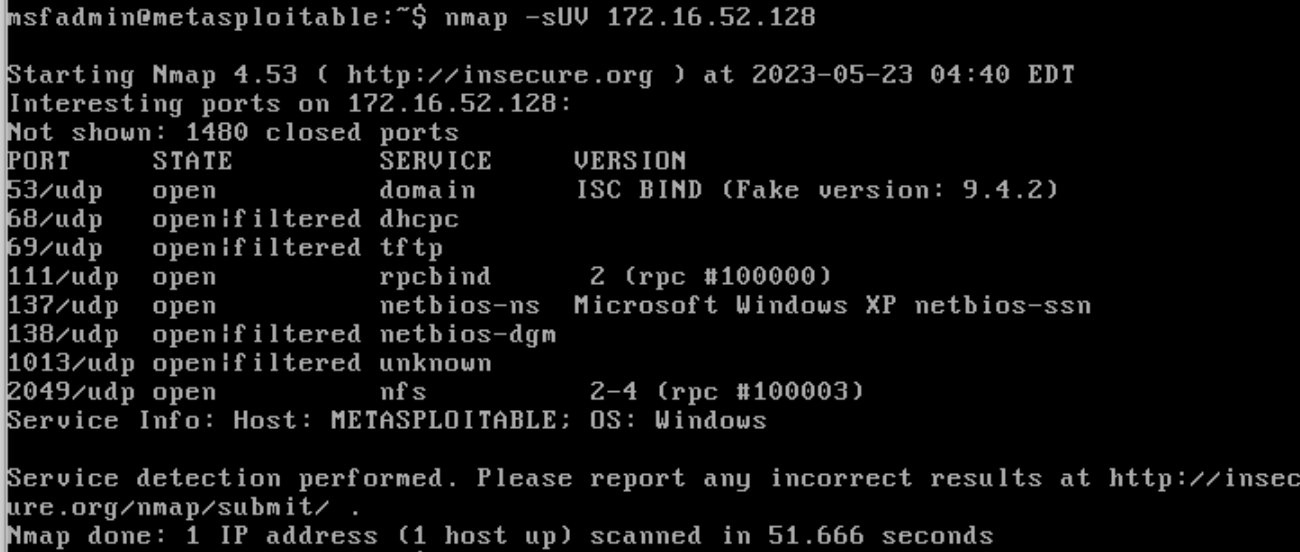 msfadmin@metasploitable:~$ nmap -sUV 172.16.52.128
Starting Nmap 4.53 ( http://insecure.org ) at 2023-05-23 04:40 EDT
Interesting ports on 172.16.52.128:
Not shown: 1480 closed ports
PORT     STATE         SERVICE     VERSION
53/udp   open          domain      ISC BIND (Fake version: 9.4.2)
68/udp   open|filtered dhcpc
69/udp   open|filtered tftp
111/udp  open          rpcbind      2 (rpc #100000)
137/udp  open          netbios-ns  Microsoft Windows XP netbios-ssn
138/udp  open|filtered netbios-dgm
1013/udp open|filtered unknown
2049/udp open          nfs          2-4 (rpc #100003)
Service Info: Host: METASPLOITABLE; OS: Windows
Service detection performed. Please report any incorrect results at http://insec
ure.org/nmap/submit/ .
Nmap done: 1 IP address (1 host up) scanned in 51.666 seconds